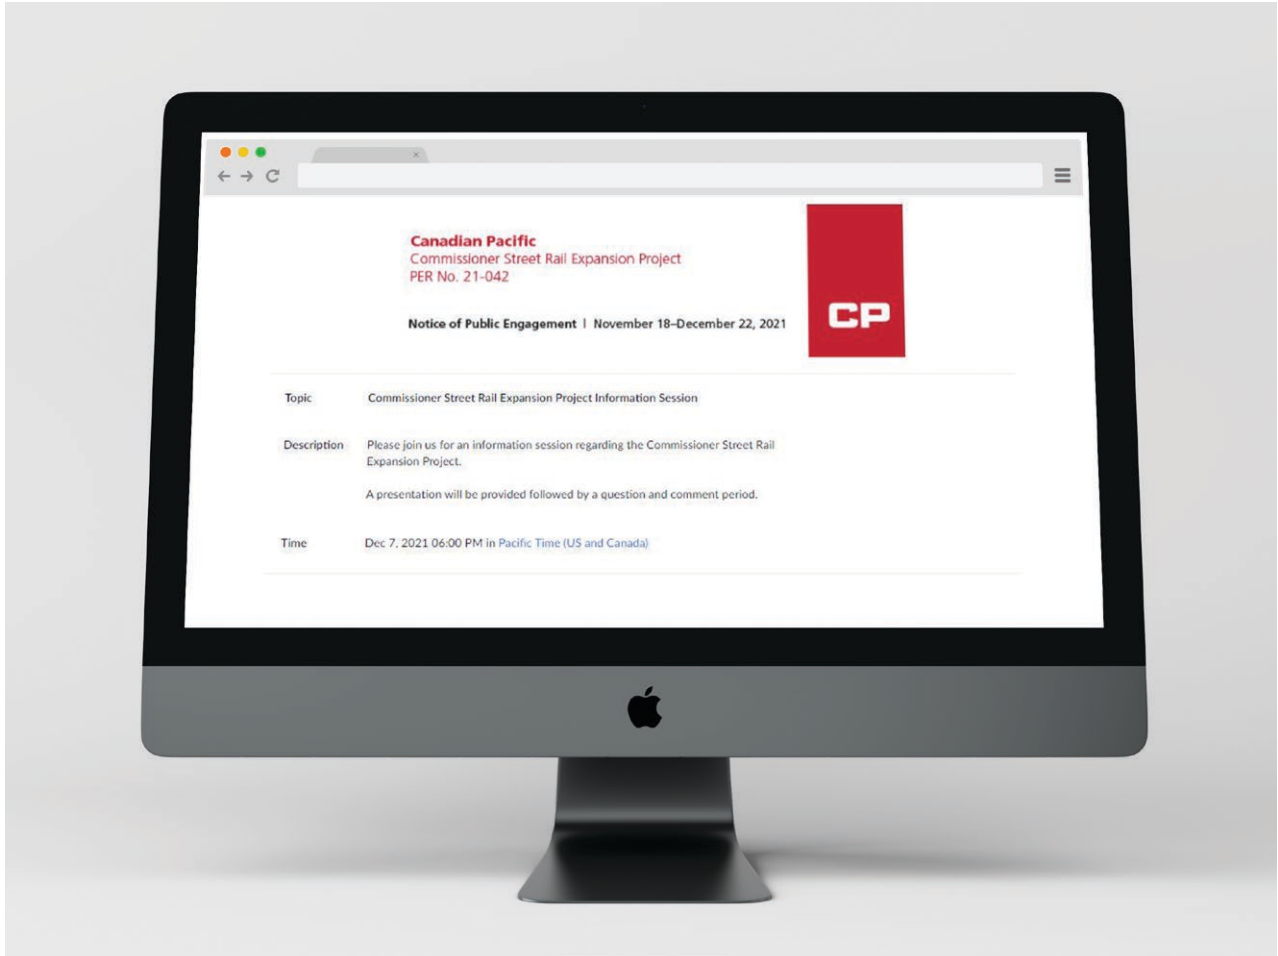 Canadian Pacific
Commissioner Street Rail Expansion Project
PER No. 21-042
Notice of Public Engagement | November 18–December 22, 2021
CP
Topic
Commissioner Street Rail Expansion Project Information Session
Description
Please join us for an information session regarding the Commissioner Street Rail
Expansion Project.
A presentation will be provided followed by a question and comment period.
Time
Dec 7, 2021 06:00 PM in Pacific Time (US and Canada)